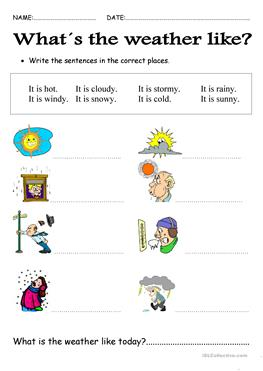 NAME:............................ DATE:......................................................
What´s the weather like?
• Write the sentences in the correct places.
It is hot. It is cloudy. It is stormy. It is rainy.
It is windy. It is snowy. It is cold. It is sunny.
What is the weather like today?..........................................
iSLCollective.com